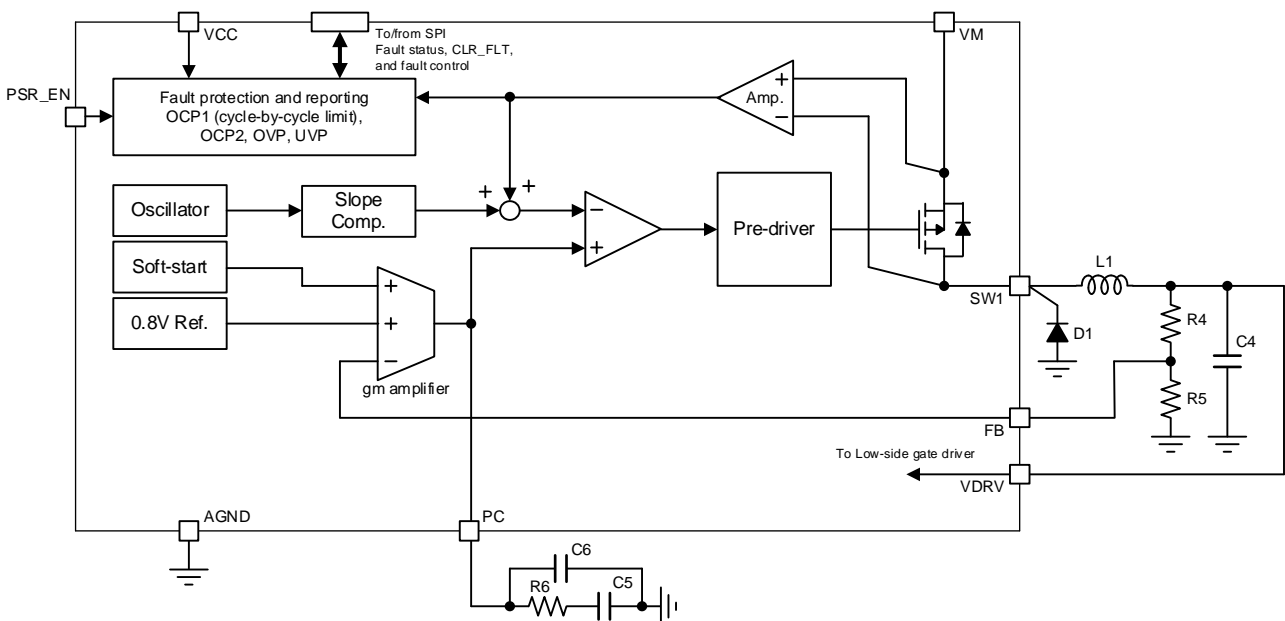 VCC
To/from SPI
Fault status, CLR_FLT,
and fault control
VM
PSR_EN
Fault protection and reporting
OCP1 (cycle-by-cycle limit),
OCP2, OVP, UVP
+
Amp.
−
Oscillator
Slope
Comp.
+
+
−
+
Pre-driver
Soft-start
0.8V Ref.
+
+
−
gm amplifier
SW1
L1
D1
R4
C4
R5
FB
To Low-side gate driver
VDRV
AGND
PC
C6
R6
C5